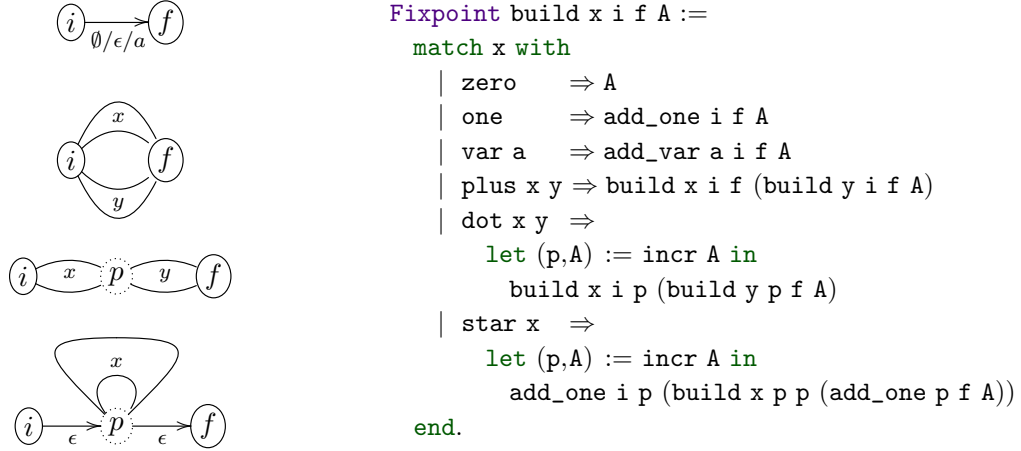 i f
∅/ϵ/a
x
i f
y
i x p y f
x
i p f
ϵ ϵ
Fixpoint build x i f A :=
match x with
| zero ⇒ A
| one ⇒ add_one i f A
| var a ⇒ add_var a i f A
| plus x y ⇒ build x i f (build y i f A)
| dot x y ⇒
let (p,A) := incr A in
build x i p (build y p f A)
| star x ⇒
let (p,A) := incr A in
add_one i p (build x p p (add_one p f A))
end.